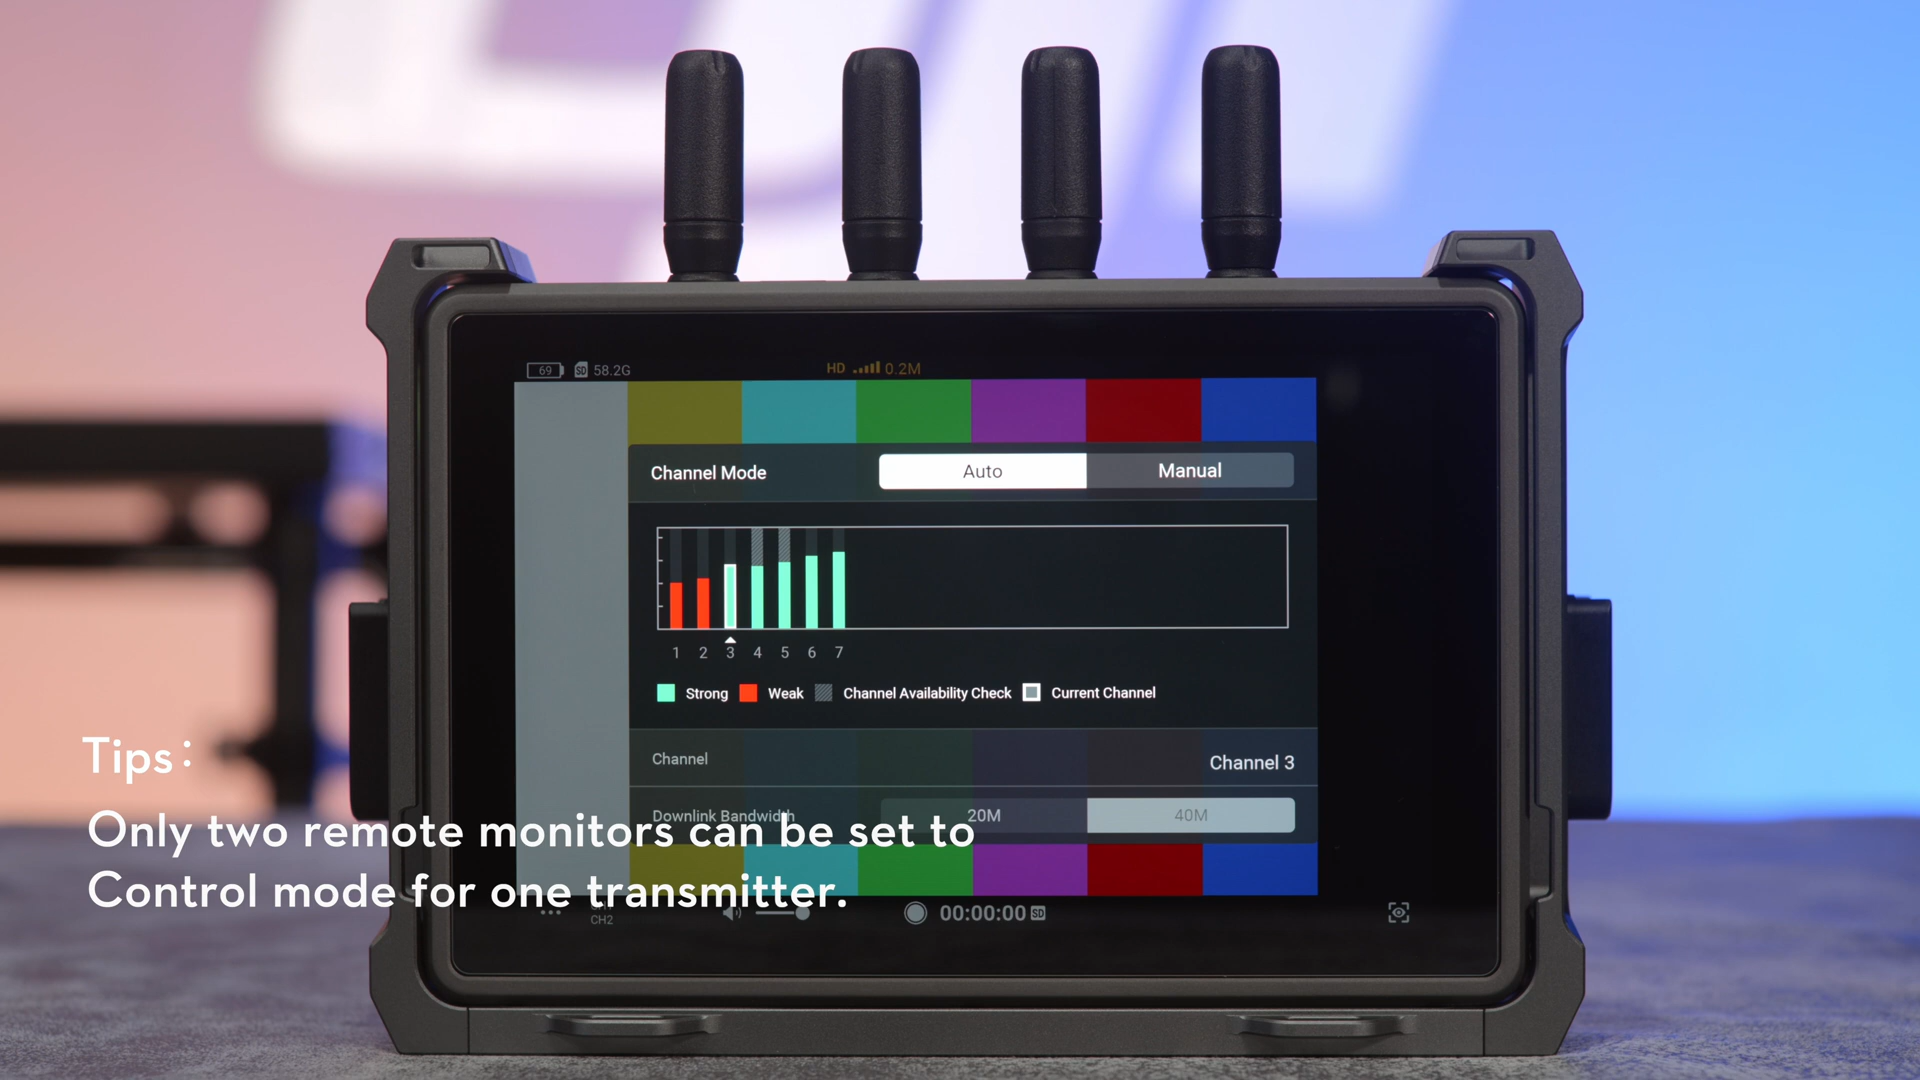 69 SD 58.2G HD 0.2M
Channel Mode Auto Manual
1 2 3 4 5 6 7
Strong Weak Channel Availability Check Current Channel
Channel Channel 3
Downlink Bandwidth 20M 40M
Tips:
Only two remote monitors can be set to
Control mode for one transmitter.
CH2 00:00:00 SD